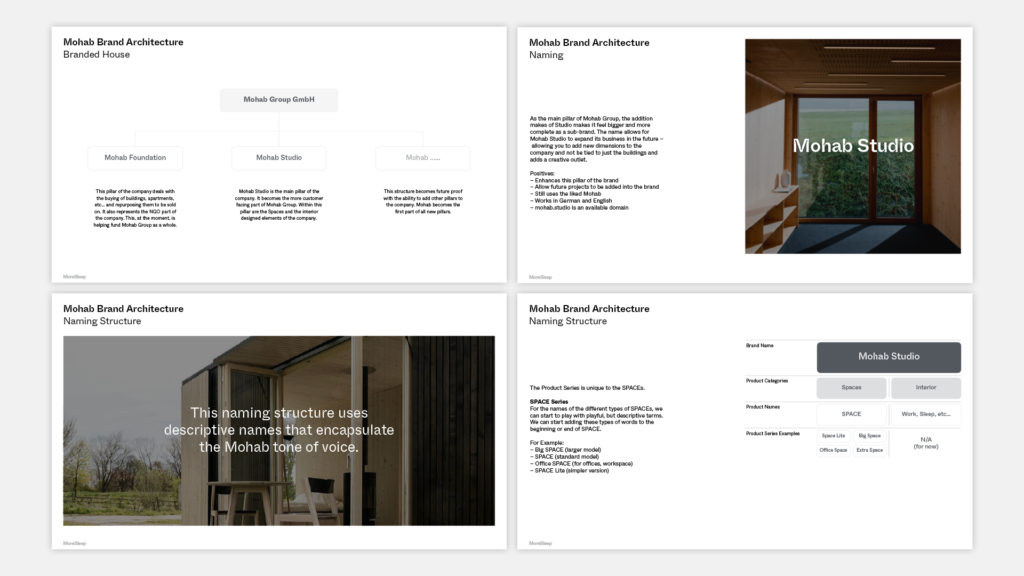 Mohab Brand Architecture
Branded House
Mohab Group GmbH
Mohab Foundation
Mohab Studio
Mohab ......
This pillar of the company deals with
the buying of buildings, apartments,
etc... and repurposing them to be sold
on. It also represents the NGO part of
the company. This, at the moment, is
helping fund Mohab Group as a whole.
Mohab Studio is the main pillar of the
company. It becomes the more customer
facing part of Mohab Group. Within this
pillar are the Spaces and the interior
designed elements of the company.
This structure becomes future proof
with the ability to add other pillars to
the company. Mohab becomes the
first part of all new pillars.
MoreSleep
Mohab Brand Architecture
Naming
As the main pillar of Mohab Group, the addition
makes of Studio makes it feel bigger and more
complete as a sub-brand. The name allows for
Mohab Studio to expand its business in the future –
allowing you to add new dimensions to the
company and not be tied to just the buildings and
adds a creative outlet.
Positives:
– Enhances this pillar of the brand
– Allow future projects to be added into the brand
– Still uses the liked Mohab
– Works in German and English
– mohab.studio is an available domain
Mohab Studio
MoreSleep
Mohab Brand Architecture
Naming Structure
This naming structure uses
descriptive names that encapsulate
the Mohab tone of voice.
MoreSleep
Mohab Brand Architecture
Naming Structure
The Product Series is unique to the SPACEs.
SPACE Series
For the names of the different types of SPACEs, we
can start to play with playful, but descriptive terms.
We can start adding these types of words to the
beginning or end of SPACE.
For Example:
– Big SPACE (larger model)
– SPACE (standard model)
– Office SPACE (for offices, workspace)
– SPACE Lite (simpler version)
Brand Name
Mohab Studio
Product Categories
Spaces
Interior
Product Names
SPACE
Work, Sleep, etc...
Product Series Examples
Space Lite
Big Space
Office Space
Extra Space
N/A
(for now)
MoreSleep